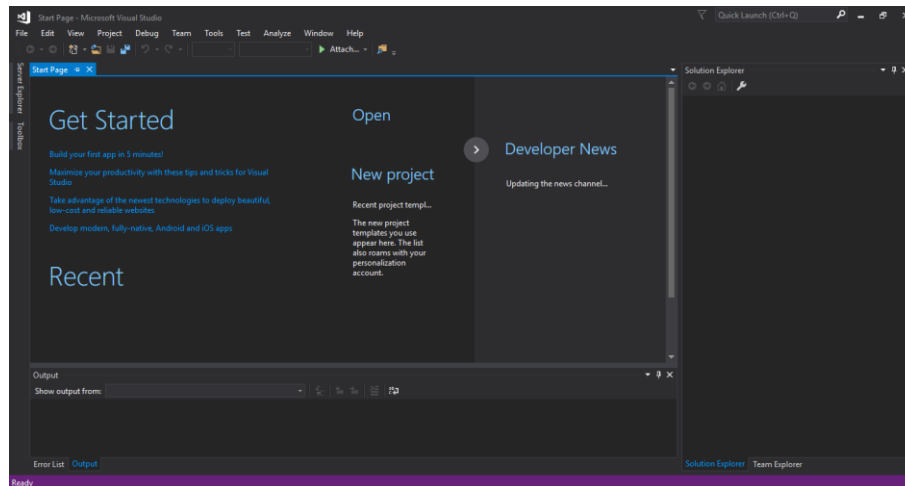 Start Page - Microsoft Visual Studio
Quick Launch (Ctrl+Q)
File Edit View Project Debug Team Tools Test Analyze Window Help
Attach...
Server Explorer
Toolbox
Start Page
Get Started
Build your first app in 5 minutes!
Maximize your productivity with these tips and tricks for Visual
Studio
Take advantage of the newest technologies to deploy beautiful,
low-cost and reliable websites
Develop modern, fully-native, Android and iOS apps
Recent
Open
New project
Recent project templ...
The new project
templates you use
appear here. The list
also roams with your
personalization
account.
Developer News
Updating the news channel...
Solution Explorer
Output
Show output from:
Error List Output
Solution Explorer Team Explorer
Ready